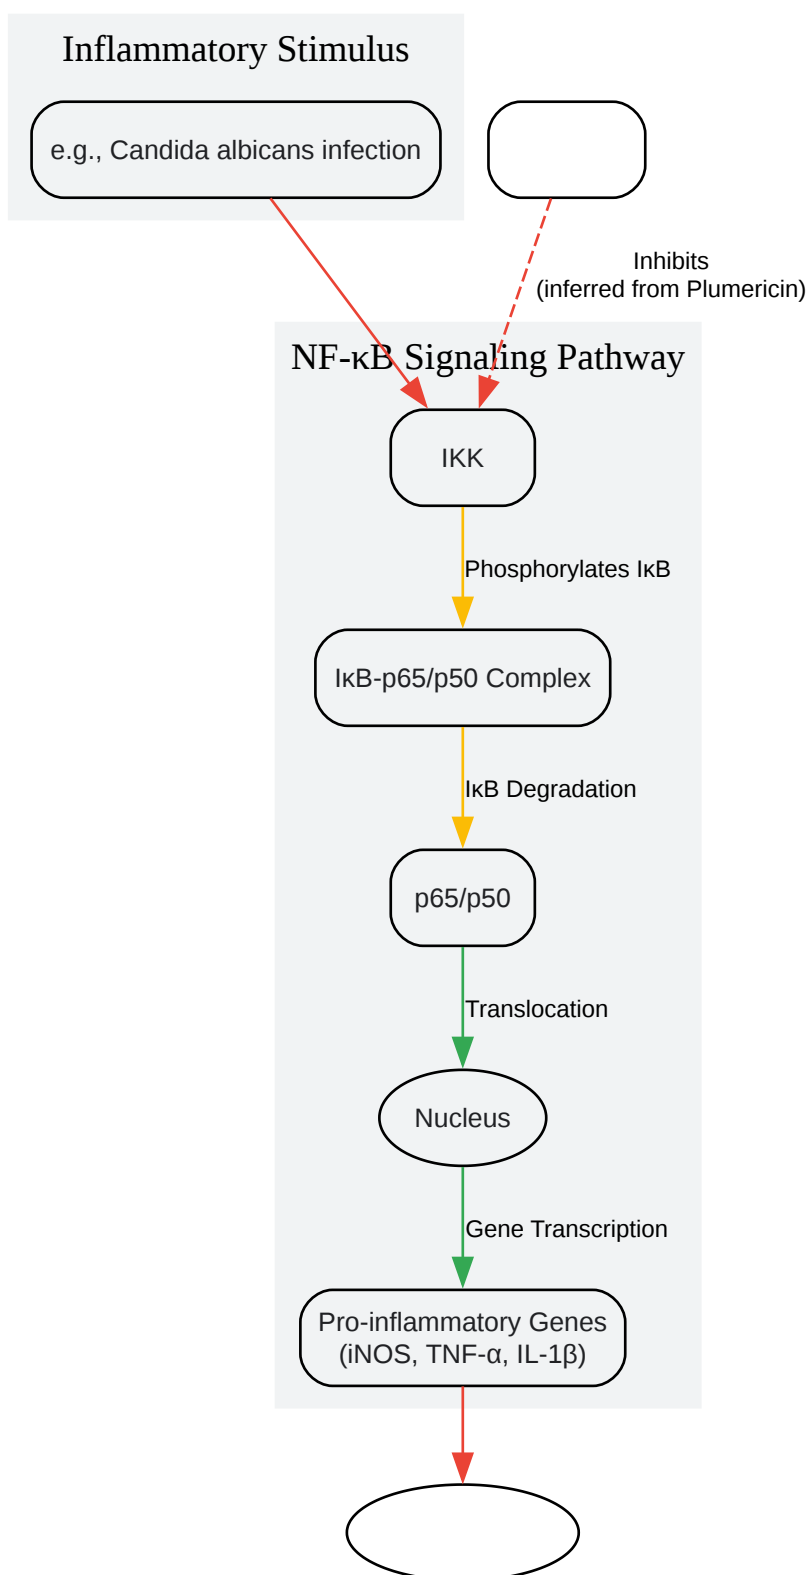 Inflammatory Stimulus
e.g., Candida albicans infection
Inhibits
(inferred from Plumericin)
NF-κB Signaling Pathway
IKK
Phosphorylates IκB
IκB-p65/p50 Complex
IκB Degradation
p65/p50
Translocation
Nucleus
Gene Transcription
Pro-inflammatory Genes
(iNOS, TNF-α, IL-1β)